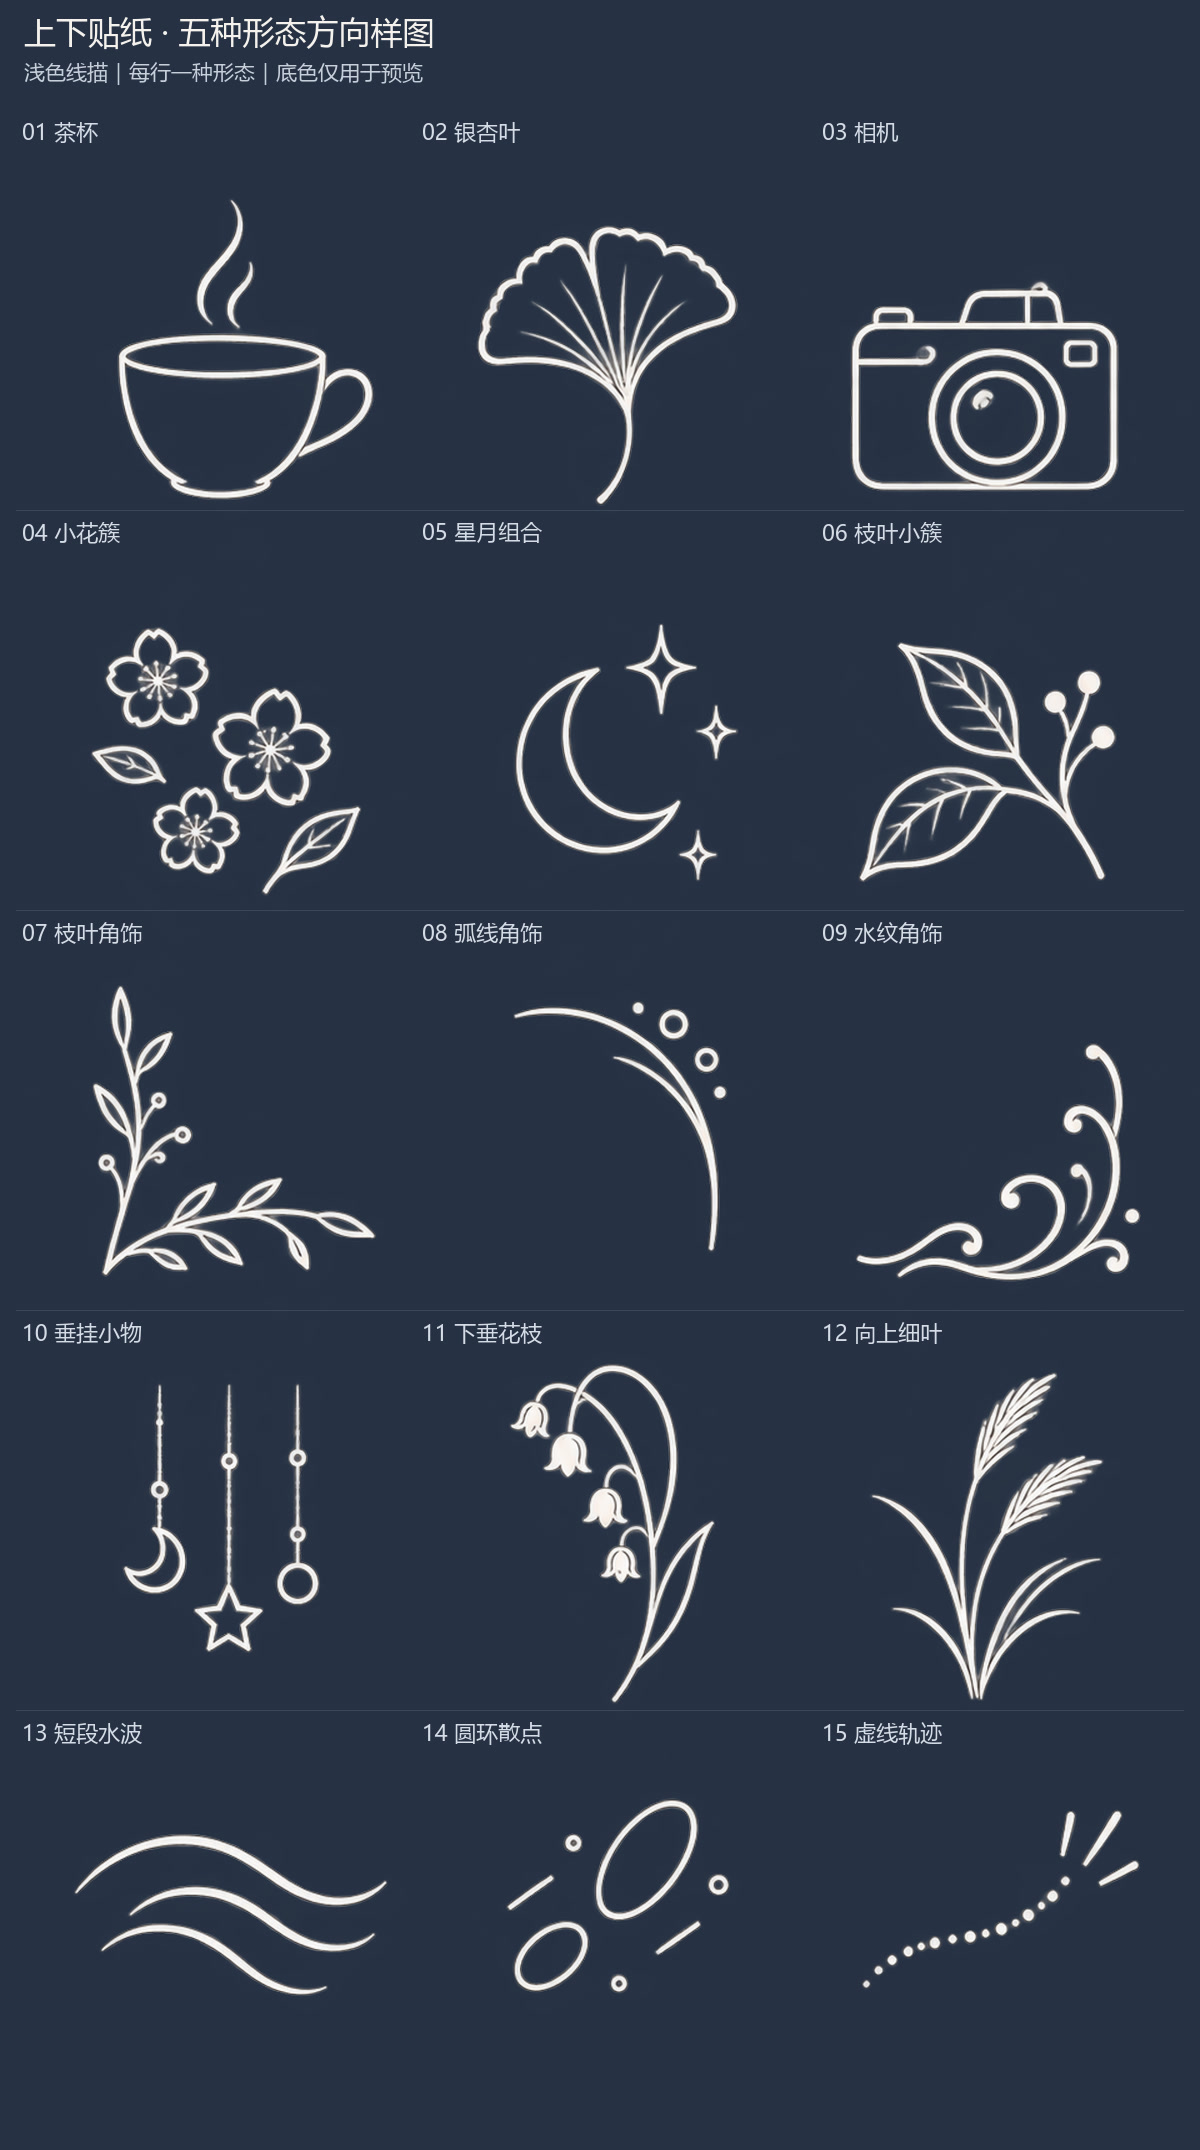 上下贴纸 · 五种形态方向样图
浅色线描 | 每行一种形态 | 底色仅用于预览
01 茶杯
02 银杏叶
03 相机
04 小花簇
05 星月组合
06 枝叶小簇
07 枝叶角饰
08 弧线角饰
09 水纹角饰
10 垂挂小物
11 下垂花枝
12 向上细叶
13 短段水波
14 圆环散点
15 虚线轨迹